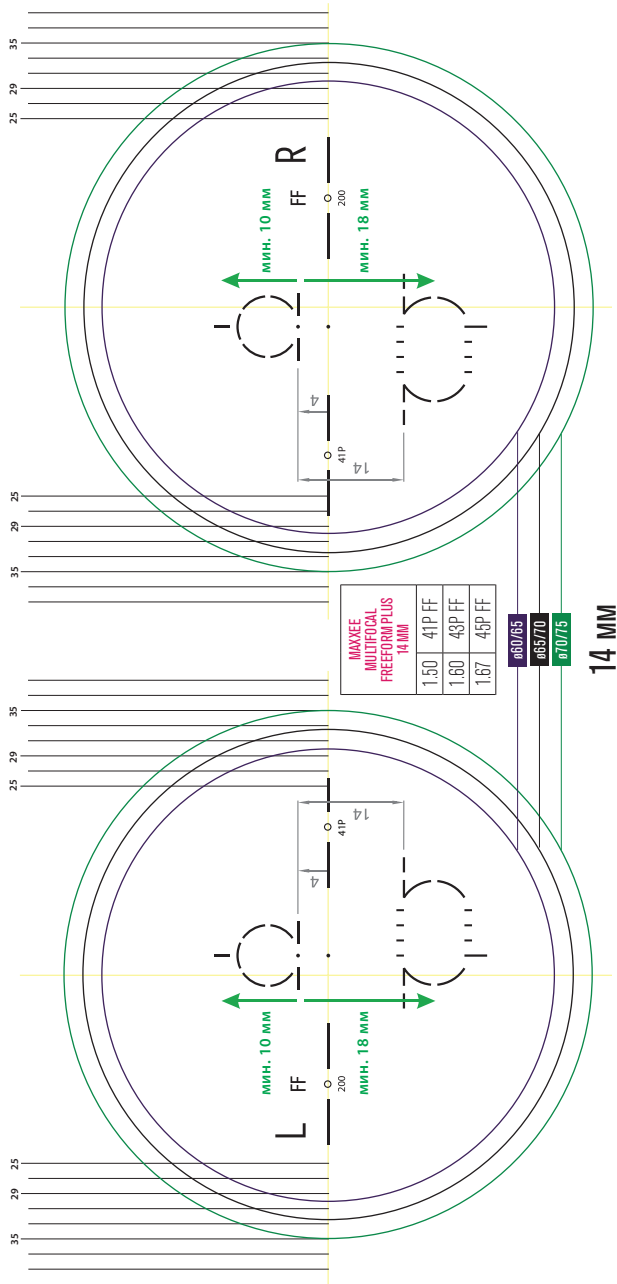 35 29 25 25 29 35 35 29 25 25 29 35
мин. 10 мм мин. 10 мм
L FF FF R
4 4
200 41P 41P 200
мин. 18 мм 14 14 мин. 18 мм
MAXXEE
MULTIFOCAL
FREEFORM PLUS
14 MM
1.50 41P FF
1.60 43P FF
1.67 45P FF
ø60/65
ø65/70
ø70/75
14 MM